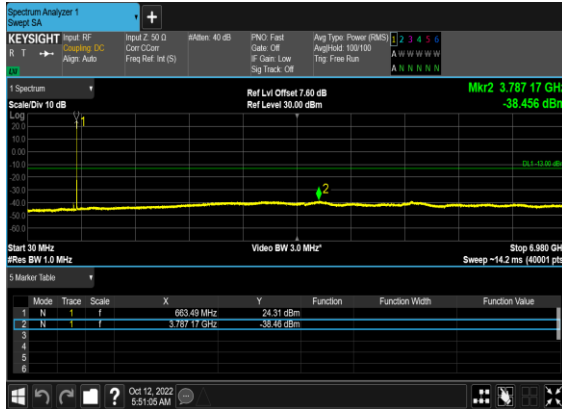 Spectrum Analyzer 1
Swept SA
+
KEYSIGHT
R T
LU
Input: RF
Coupling: DC
Align: Auto
Input Z: 50 Ω
Corr CCorr
Freq Ref: Int (S)
#Atten: 40 dB
PNO: Fast
Gate: Off
IF Gain: Low
Sig Track: Off
Avg Type: Power (RMS)
Avg|Hold: 100/100
Trig: Free Run
1 2 3 4 5 6
A W W W W W
A N N N N N
1 Spectrum
Scale/Div 10 dB
Log
Ref Lvl Offset 7.60 dB
Ref Level 30.00 dBm
Mkr2 3.787 17 GHz
-38.456 dBm
20.0
10.0
0.00
-10.0
-20.0
-30.0
-40.0
-50.0
-60.0
1
2
DL1 -13.00 dBm
Start 30 MHz
#Res BW 1.0 MHz
Video BW 3.0 MHz*
Stop 6.980 GHz
Sweep ~14.2 ms (40001 pts)
5 Marker Table
Mode Trace Scale X Y Function Function Width Function Value
1 N 1 f 663.49 MHz 24.31 dBm
2 N 1 f 3.787 17 GHz -38.46 dBm
3
4
5
6
?
Oct 12, 2022
5:51:05 AM